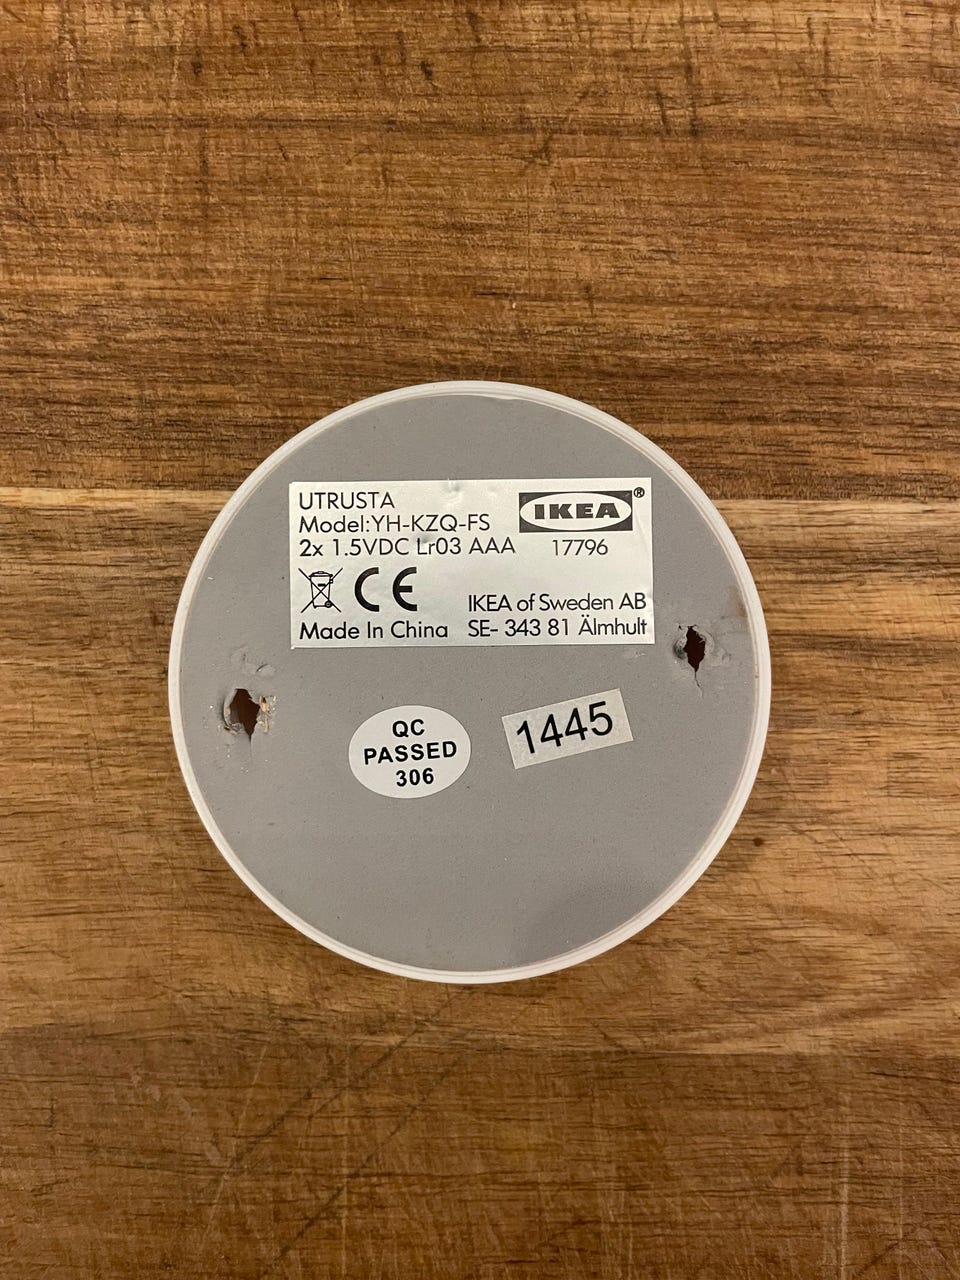 UTRUSTA
Model:YH-KZQ-FS
2x 1.5VDC Lr03 AAA
IKEA®
17796
CE
IKEA of Sweden AB
Made In China
SE- 343 81 Älmhult
QC
PASSED
306
1445